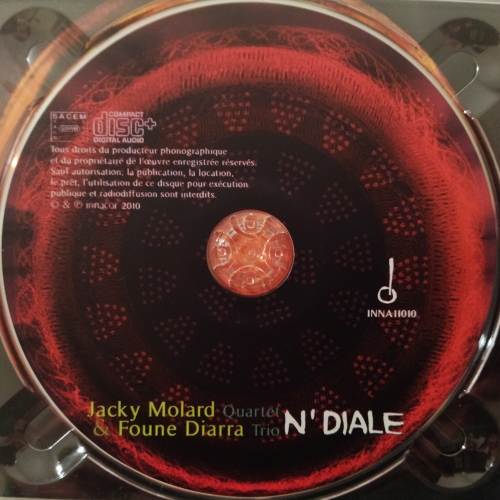 SACEM
COMPACT
disc+
DIGITAL AUDIO
Tous droits du producteur phonographique
et du propriétaire de l'œuvre enregistrée réservés.
Sauf autorisation, la publication, la location,
le prêt, l'utilisation de ce disque pour exécution
publique et radiodiffusion sont interdits.
© & ℗ innacor 2010
INNA11010
Jacky Molard Quartet
& Foune Diarra Trio
N'DIALE